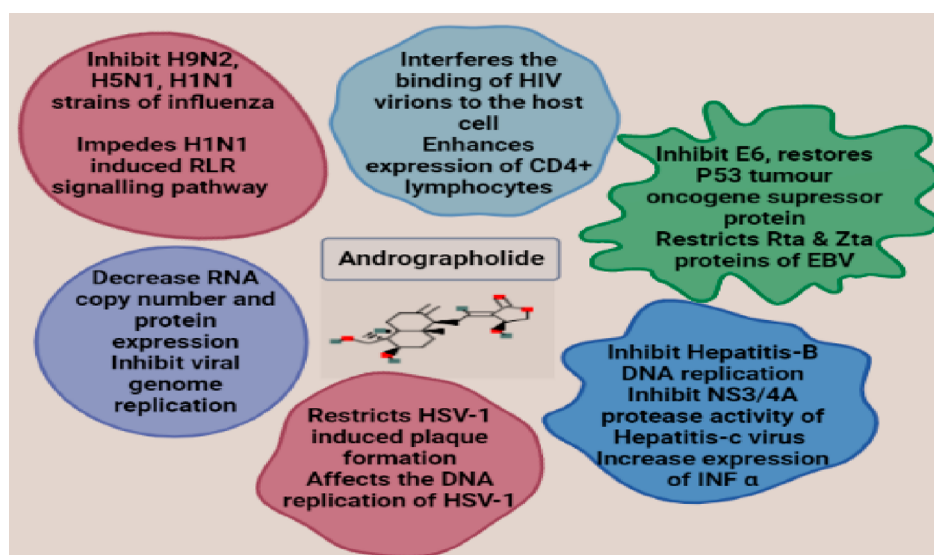 Inhibit H9N2,
H5N1, H1N1
strains of influenza
Impedes H1N1
induced RLR
signalling pathway
Interferes the
binding of HIV
virions to the host
cell
Enhances
expression of CD4+
lymphocytes
Inhibit E6, restores
P53 tumour
oncogene supressor
protein
Restricts Rta & Zta
proteins of EBV
Andrographolide
Decrease RNA
copy number and
protein
expression
Inhibit viral
genome
replication
Restricts HSV-1
induced plaque
formation
Affects the DNA
replication of HSV-1
Inhibit Hepatitis-B
DNA replication
Inhibit NS3/4A
protease activity of
Hepatitis-c virus
Increase expression
of INF α